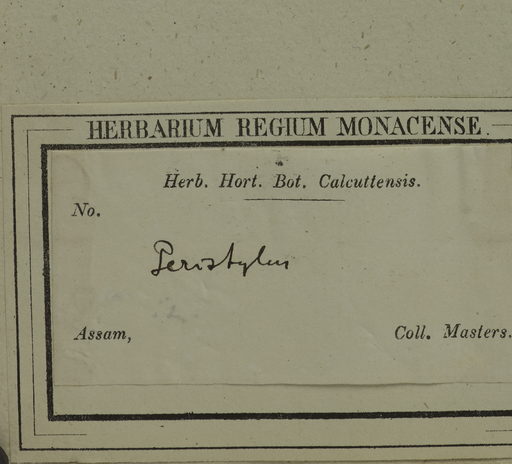 HERBARIUM REGIUM MONACENSE.
Herb. Hort. Bot. Calcuttensis.
No.
Peristylus
Assam, Coll. Masters.